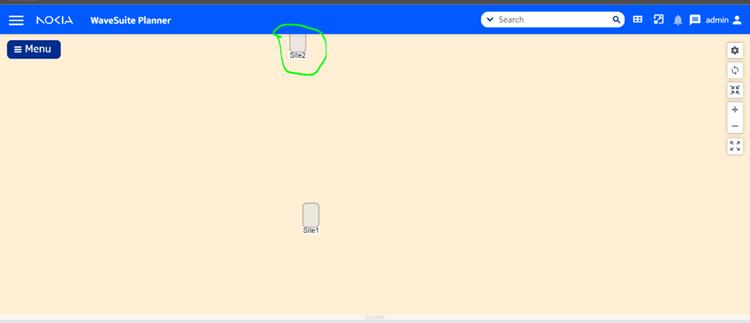 NOKIA WaveSuite Planner Search admin
Menu
Site2
Site1